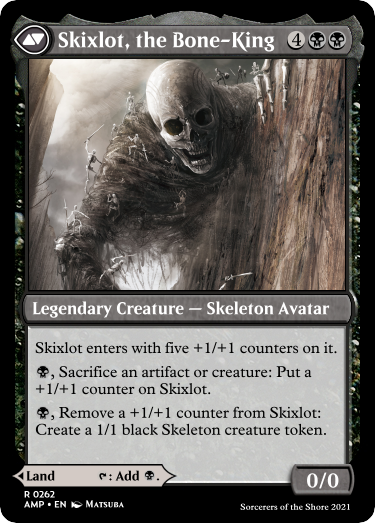 Skixlot, the Bone-King 4
Legendary Creature — Skeleton Avatar
Skixlot enters with five +1/+1 counters on it.
, Sacrifice an artifact or creature: Put a
+1/+1 counter on Skixlot.
, Remove a +1/+1 counter from Skixlot:
Create a 1/1 black Skeleton creature token.
Land : Add .
0/0
R 0262
AMP • EN Matsuba
Sorcerers of the Shore 2021